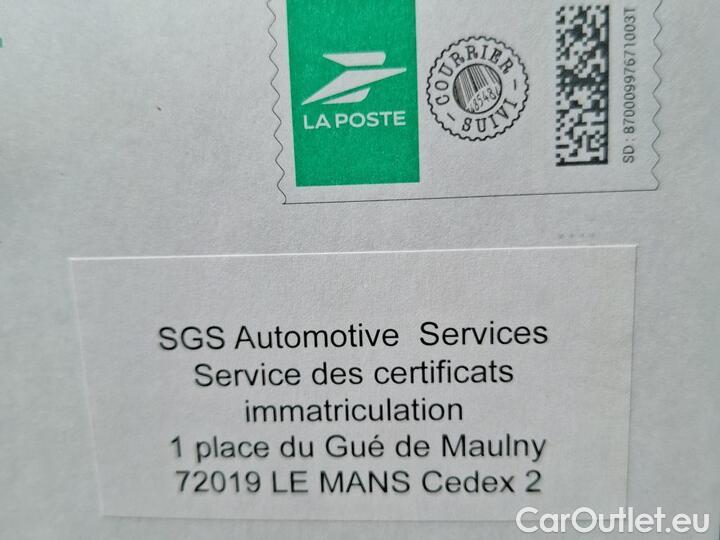 LA POSTE
COURRIER SUIVI
SD : 87000997671003T
SGS Automotive Services
Service des certificats
immatriculation
1 place du Gué de Maulny
72019 LE MANS Cedex 2
CarOutlet.eu